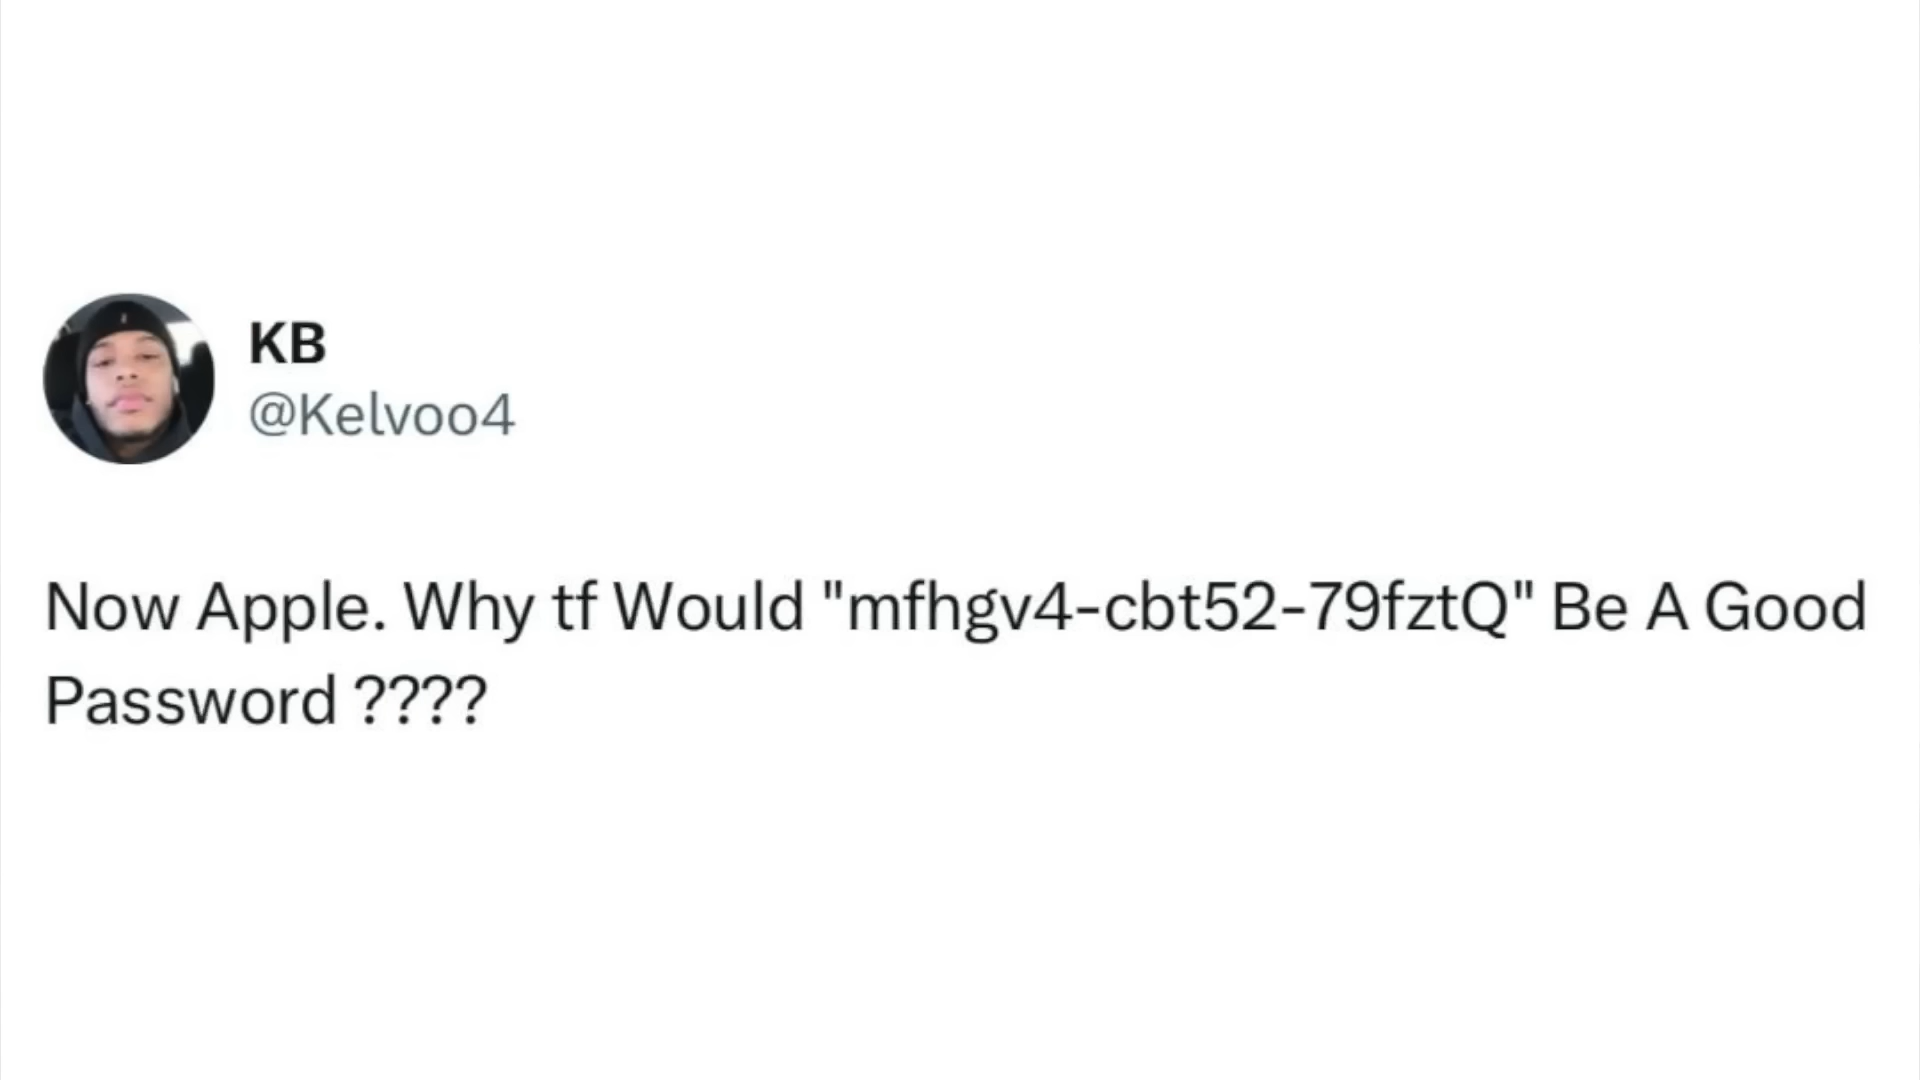 KB
@Kelvoo4
Now Apple. Why tf Would "mfhgv4-cbt52-79fztQ" Be A Good
Password ????